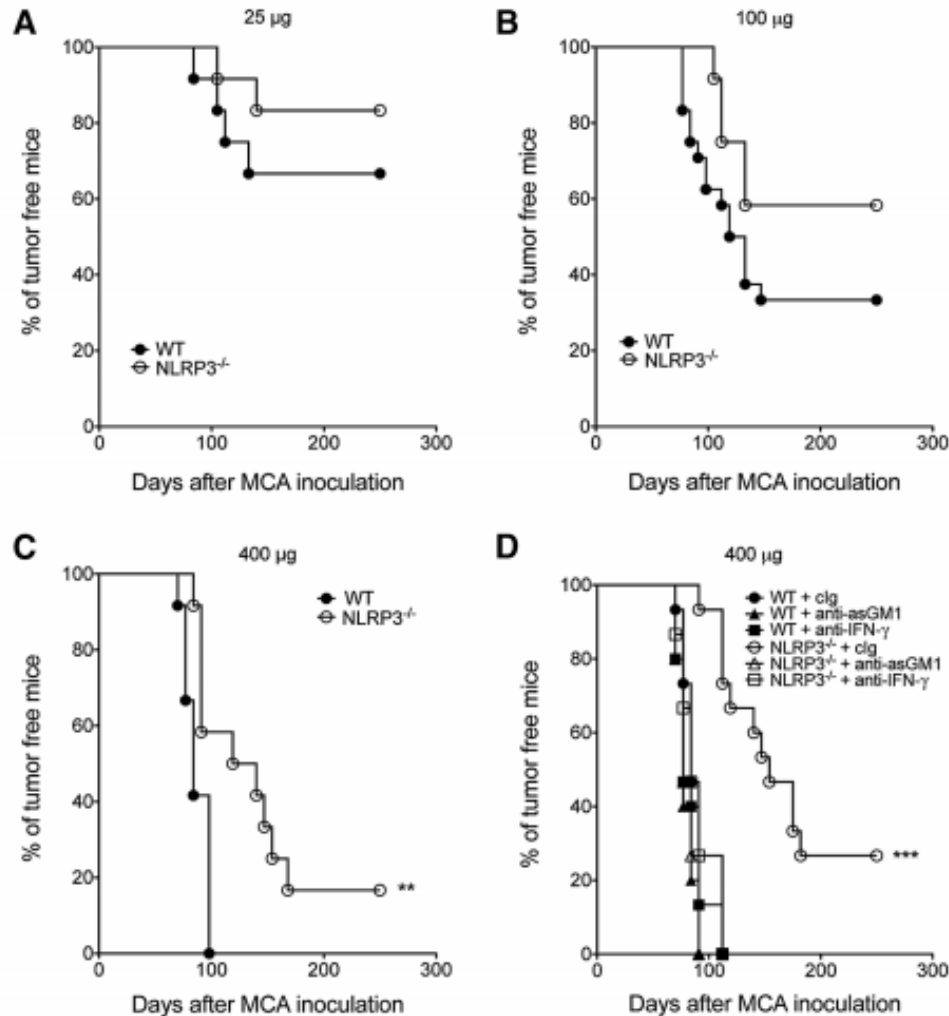 A
25 µg
% of tumor free mice
100
80
60
40
20
0
WT
NLRP3-/-
0 100 200 300
Days after MCA inoculation
B
100 µg
% of tumor free mice
100
80
60
40
20
0
WT
NLRP3-/-
0 100 200 300
Days after MCA inoculation
C
400 µg
% of tumor free mice
100
80
60
40
20
0
WT
NLRP3-/-
**
0 100 200 300
Days after MCA inoculation
D
400 µg
% of tumor free mice
100
80
60
40
20
0
WT + cIg
WT + anti-asGM1
WT + anti-IFN-γ
NLRP3-/- + cIg
NLRP3-/- + anti-asGM1
NLRP3-/- + anti-IFN-γ
***
0 100 200 300
Days after MCA inoculation